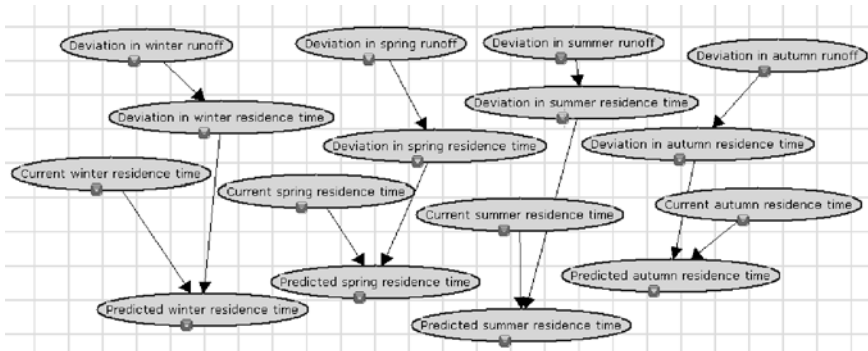 Deviation in winter runoff
Deviation in spring runoff
Deviation in summer runoff
Deviation in autumn runoff
Deviation in winter residence time
Deviation in spring residence time
Deviation in summer residence time
Deviation in autumn residence time
Current winter residence time
Current spring residence time
Current summer residence time
Current autumn residence time
Predicted winter residence time
Predicted spring residence time
Predicted summer residence time
Predicted autumn residence time